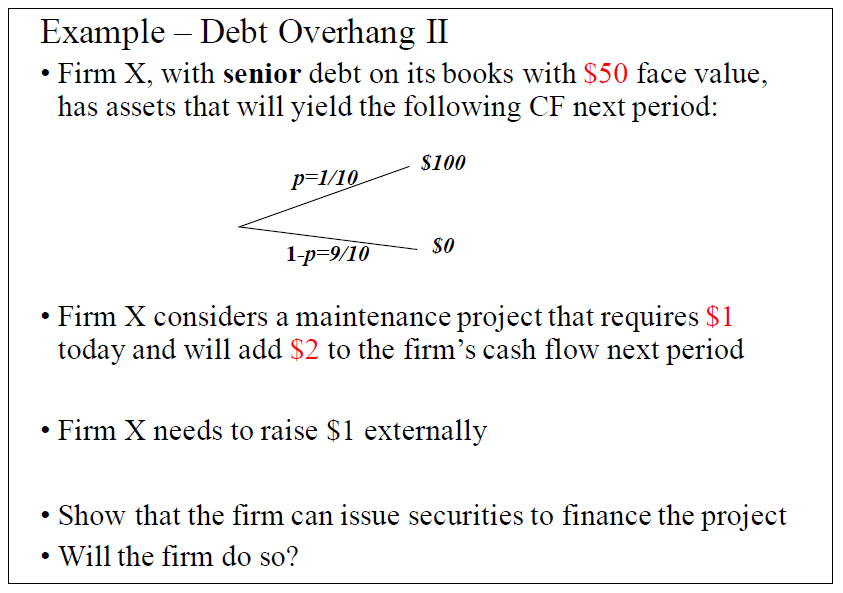 Example – Debt Overhang II
• Firm X, with senior debt on its books with $50 face value,
has assets that will yield the following CF next period:
$100
p=1/10
1-p=9/10
$0
• Firm X considers a maintenance project that requires $1
today and will add $2 to the firm’s cash flow next period
• Firm X needs to raise $1 externally
• Show that the firm can issue securities to finance the project
• Will the firm do so?